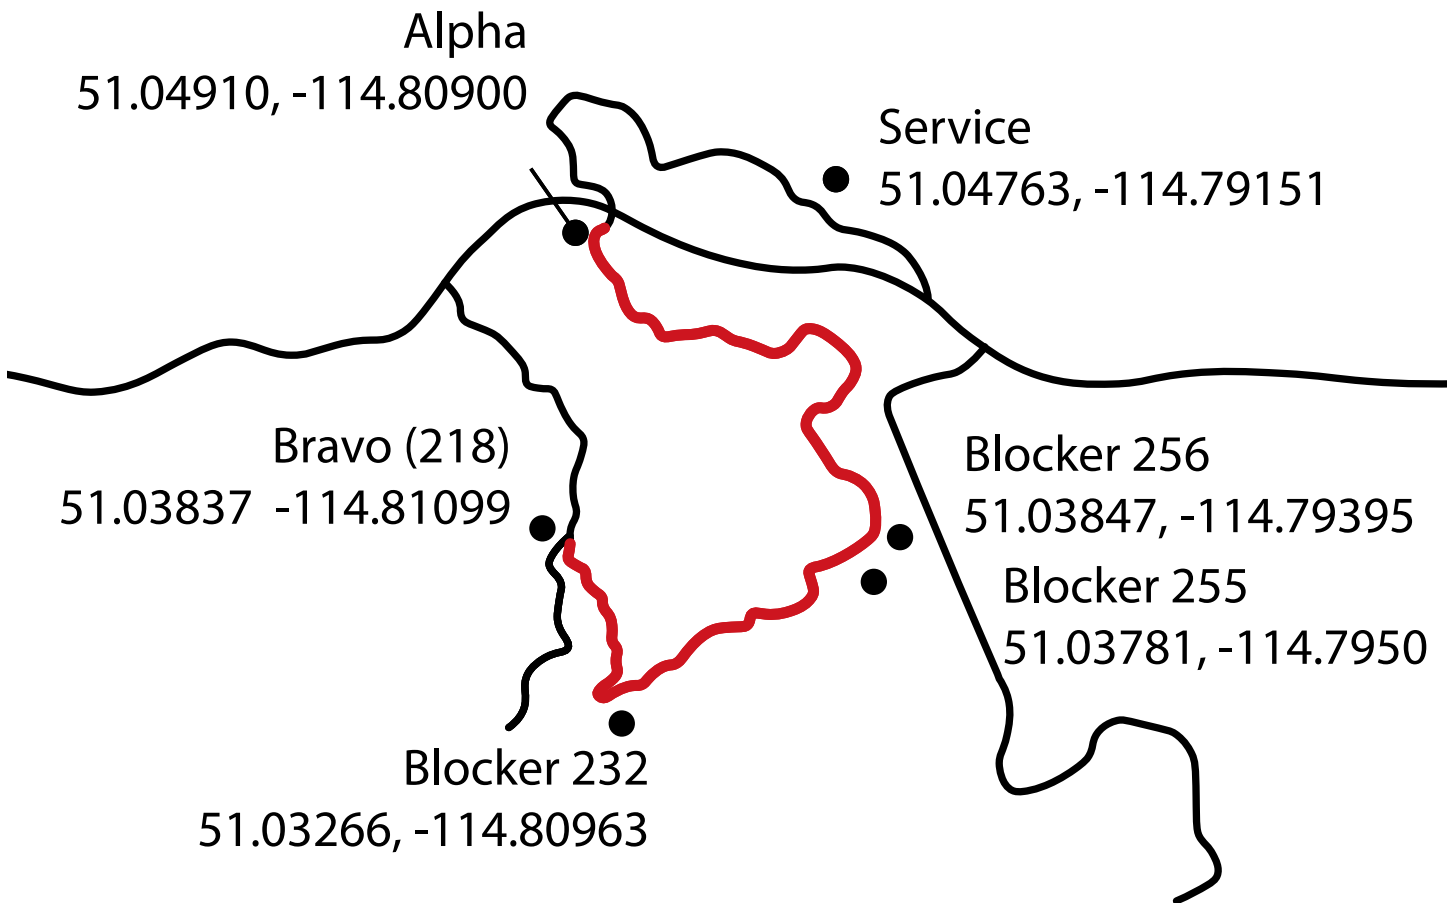 Alpha
51.04910, -114.80900
Service
51.04763, -114.79151
Bravo (218)
51.03837 -114.81099
Blocker 256
51.03847, -114.79395
Blocker 255
51.03781, -114.7950
Blocker 232
51.03266, -114.80963